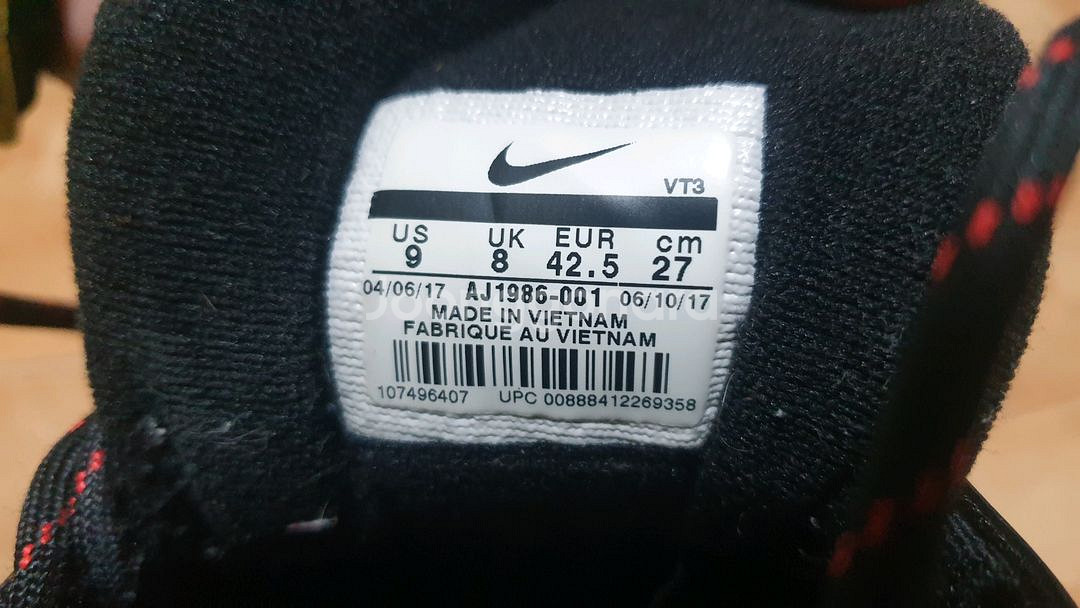 VT3
US UK EUR cm
9 8 42.5 27
04/06/17 AJ1986-001 06/10/17
MADE IN VIETNAM
FABRIQUE AU VIETNAM
107496407 UPC 00888412269358